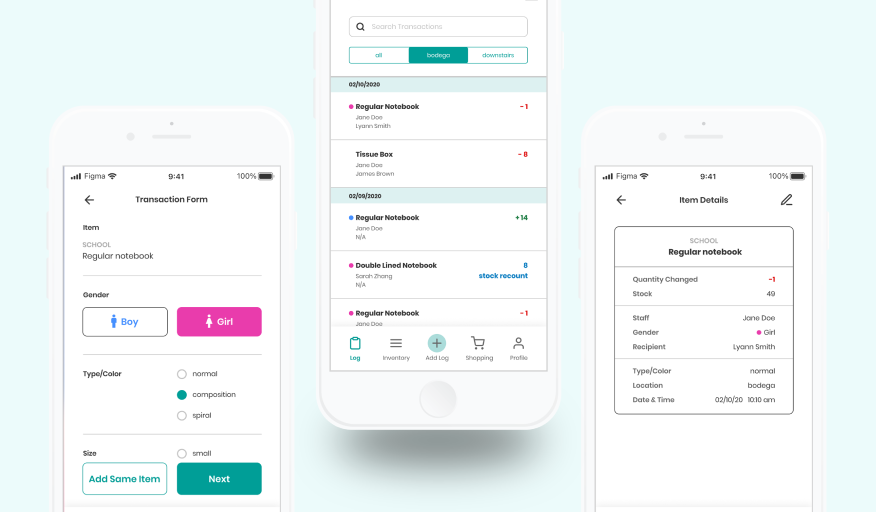 Figma 9:41 100%
Transaction Form
Item
SCHOOL
Regular notebook
Gender
Boy Girl
Type/Color normal
composition
spiral
Size small
Add Same Item Next
Search Transactions
all bodega downstairs
02/10/2020
Regular Notebook - 1
Jane Doe
Lyann Smith
Tissue Box - 8
Jane Doe
James Brown
02/09/2020
Regular Notebook +14
Jane Doe
N/A
Double Lined Notebook 8
Sarah Zhang stock recount
N/A
Regular Notebook - 1
Jane Doe
Log Inventory Add Log Shopping Profile
Figma 9:41 100%
Item Details
SCHOOL
Regular notebook
Quantity Changed -1
Stock 49
Staff Jane Doe
Gender Girl
Recipient Lyann Smith
Type/Color normal
Location bodega
Date & Time 02/10/20 10:10 am